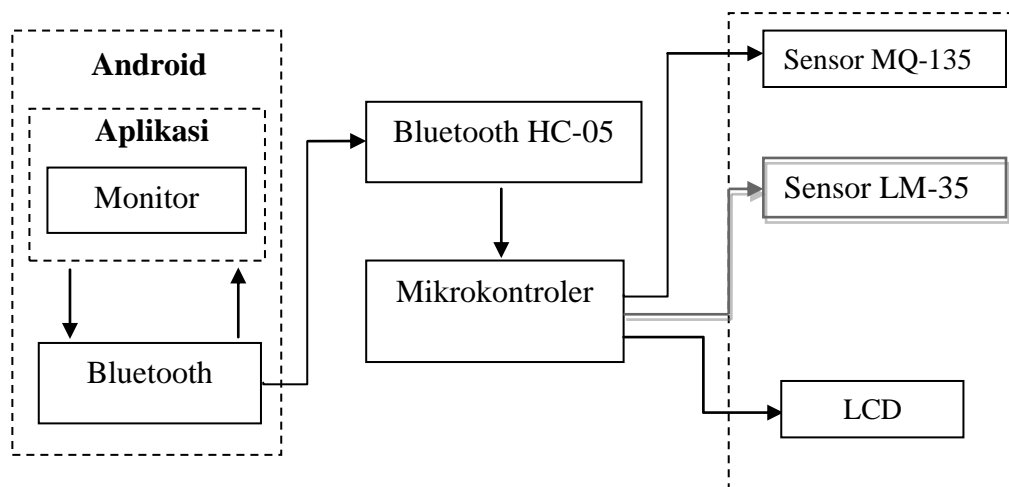 Android
Aplikasi
Monitor
Bluetooth
Bluetooth HC-05
Mikrokontroler
Sensor MQ-135
Sensor LM-35
LCD